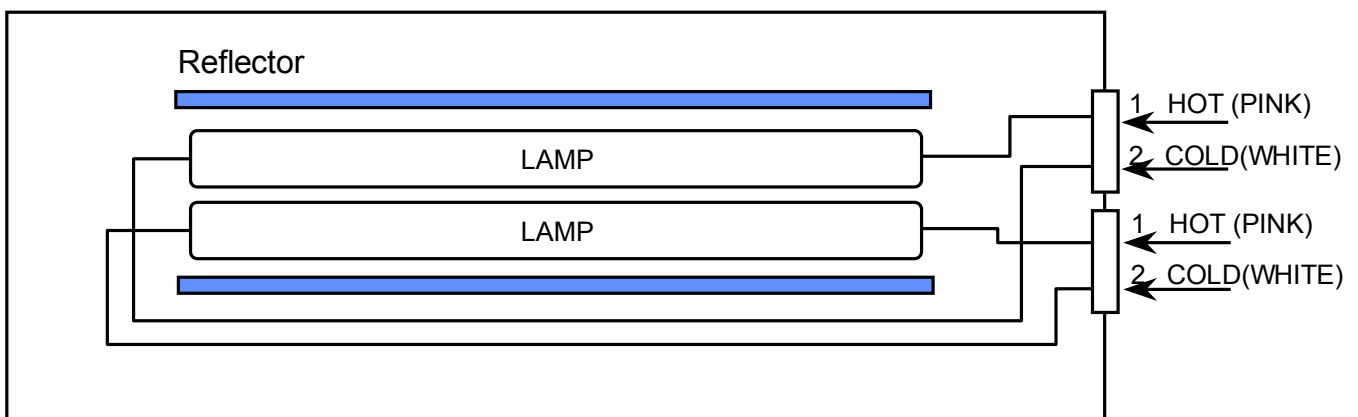 Reflector
1 HOT (PINK)
LAMP
2 COLD(WHITE)
1 HOT (PINK)
LAMP
2 COLD(WHITE)